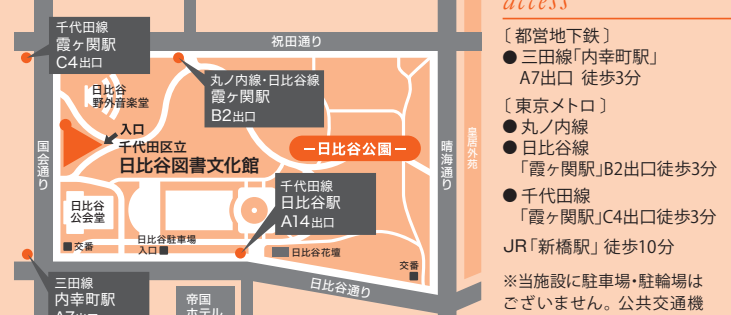 千代田線
霞ヶ関駅
C4出口
祝田通り
丸ノ内線・日比谷線
霞ヶ関駅
B2出口
日比谷
野外音楽堂
入口
千代田区立
日比谷図書文化館
国会通り
日比谷公園
晴海通り
皇居外苑
千代田線
日比谷駅
A14出口
日比谷
公会堂
交番
日比谷駐車場
入口
日比谷花壇
交番
日比谷通り
三田線
内幸町駅
A7出口
帝国
ホテル
access
〔 都営地下鉄 〕
● 三田線「内幸町駅」
A7出口 徒歩3分
〔 東京メトロ 〕
● 丸ノ内線
● 日比谷線
「霞ヶ関駅」B2出口徒歩3分
● 千代田線
「霞ヶ関駅」C4出口徒歩3分
JR「新橋駅」 徒歩10分
※当施設に駐車場・駐輪場は
ございません。公共交通機